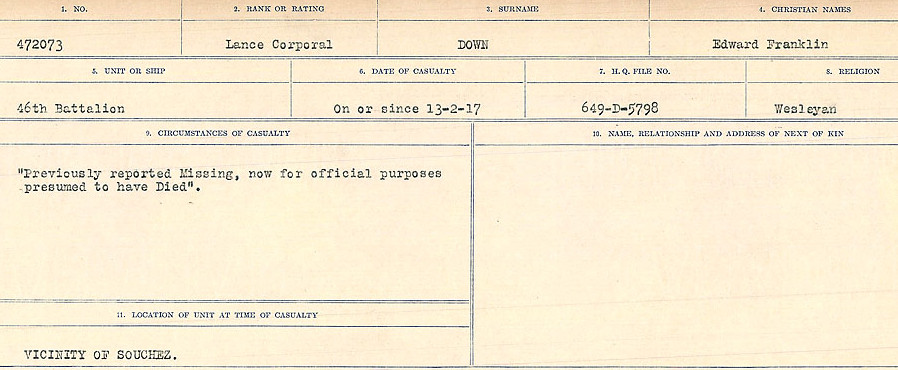 1. NO.
2. RANK OR RATING
3. SURNAME
4. CHRISTIAN NAMES
472073
Lance Corporal
DOWN
Edward Franklin
5. UNIT OR SHIP
6. DATE OF CASUALTY
7. H. Q. FILE NO.
8. RELIGION
46th Battalion
On or since 13-2-17
649-D-5798
Wesleyan
9. CIRCUMSTANCES OF CASUALTY
10. NAME, RELATIONSHIP AND ADDRESS OF NEXT OF KIN
"Previously reported Missing, now for official purposes
presumed to have Died".
11. LOCATION OF UNIT AT TIME OF CASUALTY
VICINITY OF SOUCHEZ.